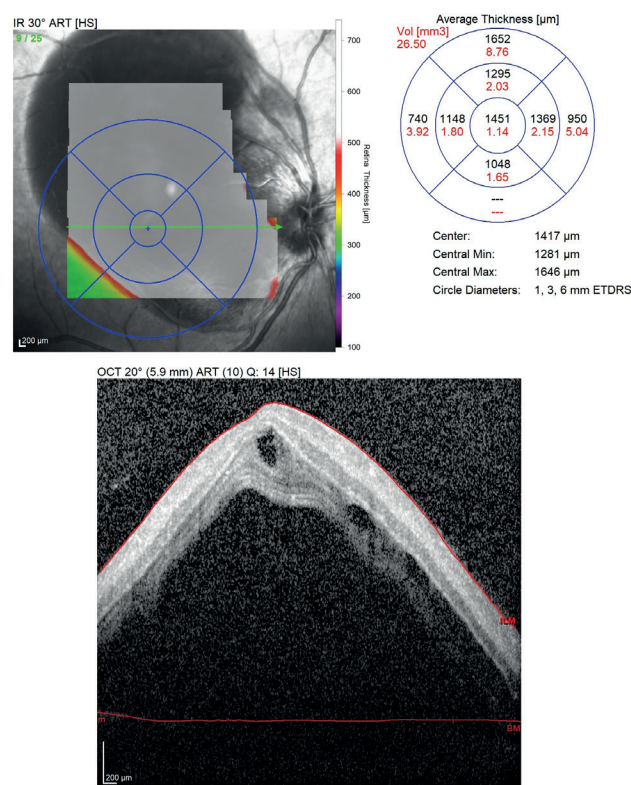 IR 30° ART [HS]
9 / 25
700
600
500
400
300
200
100
Retina Thickness [µm]
200 µm
Average Thickness [µm]
Vol [mm3]
26.50
1652
8.76
1295
2.03
740 1148 1451 1369 950
3.92 1.80 1.14 2.15 5.04
1048
1.65
---
---
Center: 1417 µm
Central Min: 1281 µm
Central Max: 1646 µm
Circle Diameters: 1, 3, 6 mm ETDRS
OCT 20° (5.9 mm) ART (10) Q: 14 [HS]
BM
200 µm